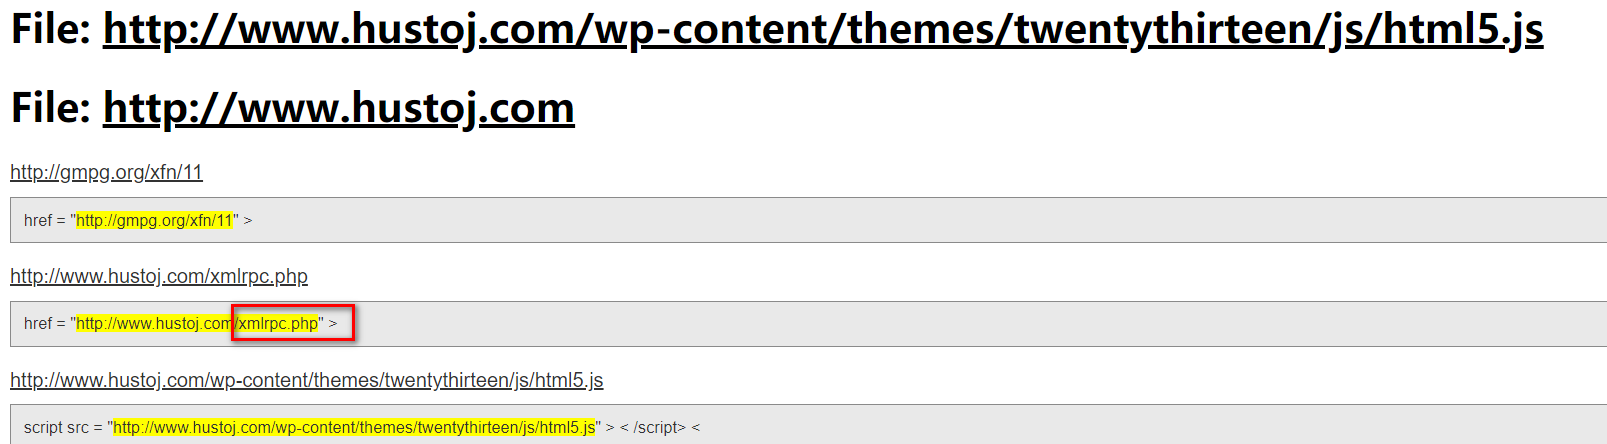 File: http://www.hustoj.com/wp-content/themes/twentythirteen/js/html5.js
File: http://www.hustoj.com
http://gmpg.org/xfn/11
href = "http://gmpg.org/xfn/11" >
http://www.hustoj.com/xmlrpc.php
href = "http://www.hustoj.com/xmlrpc.php" >
http://www.hustoj.com/wp-content/themes/twentythirteen/js/html5.js
script src = "http://www.hustoj.com/wp-content/themes/twentythirteen/js/html5.js" > < /script> <